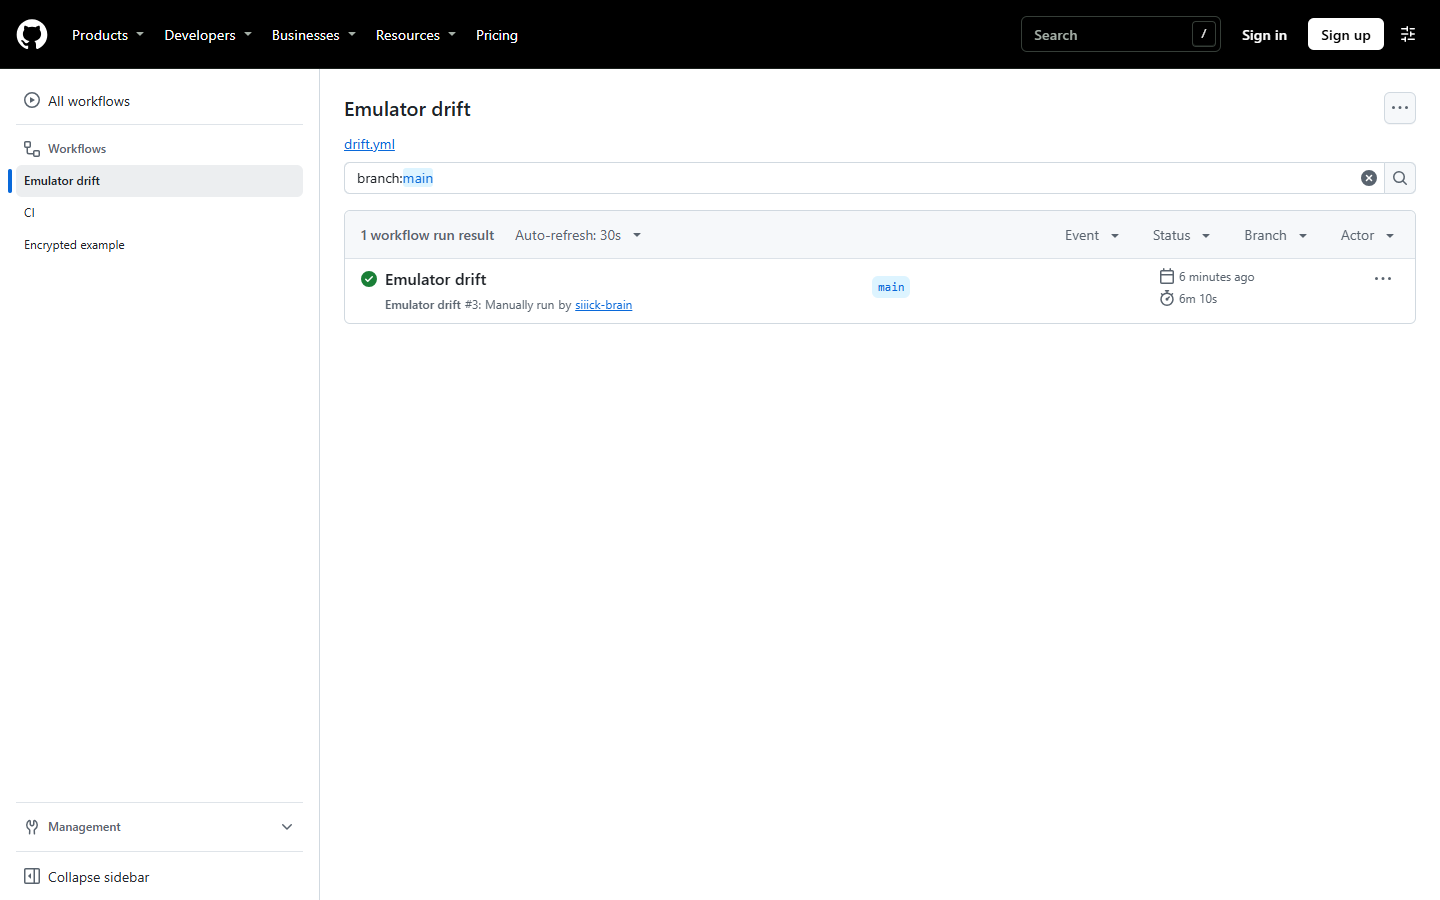 Products Developers Businesses Resources Pricing Search / Sign in Sign up
All workflows
Workflows
Emulator drift
CI
Encrypted example
Management
Collapse sidebar
Emulator drift
drift.yml
branch:main
1 workflow run result Auto-refresh: 30s Event Status Branch Actor
Emulator drift
Emulator drift #3: Manually run by siiick-brain
main
6 minutes ago
6m 10s